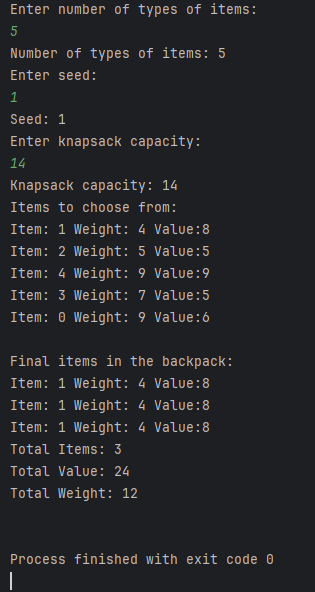 Enter number of types of items:
5
Number of types of items: 5
Enter seed:
1
Seed: 1
Enter knapsack capacity:
14
Knapsack capacity: 14
Items to choose from:
Item: 1 Weight: 4 Value:8
Item: 2 Weight: 5 Value:5
Item: 4 Weight: 9 Value:9
Item: 3 Weight: 7 Value:5
Item: 0 Weight: 9 Value:6
Final items in the backpack:
Item: 1 Weight: 4 Value:8
Item: 1 Weight: 4 Value:8
Item: 1 Weight: 4 Value:8
Total Items: 3
Total Value: 24
Total Weight: 12
Process finished with exit code 0